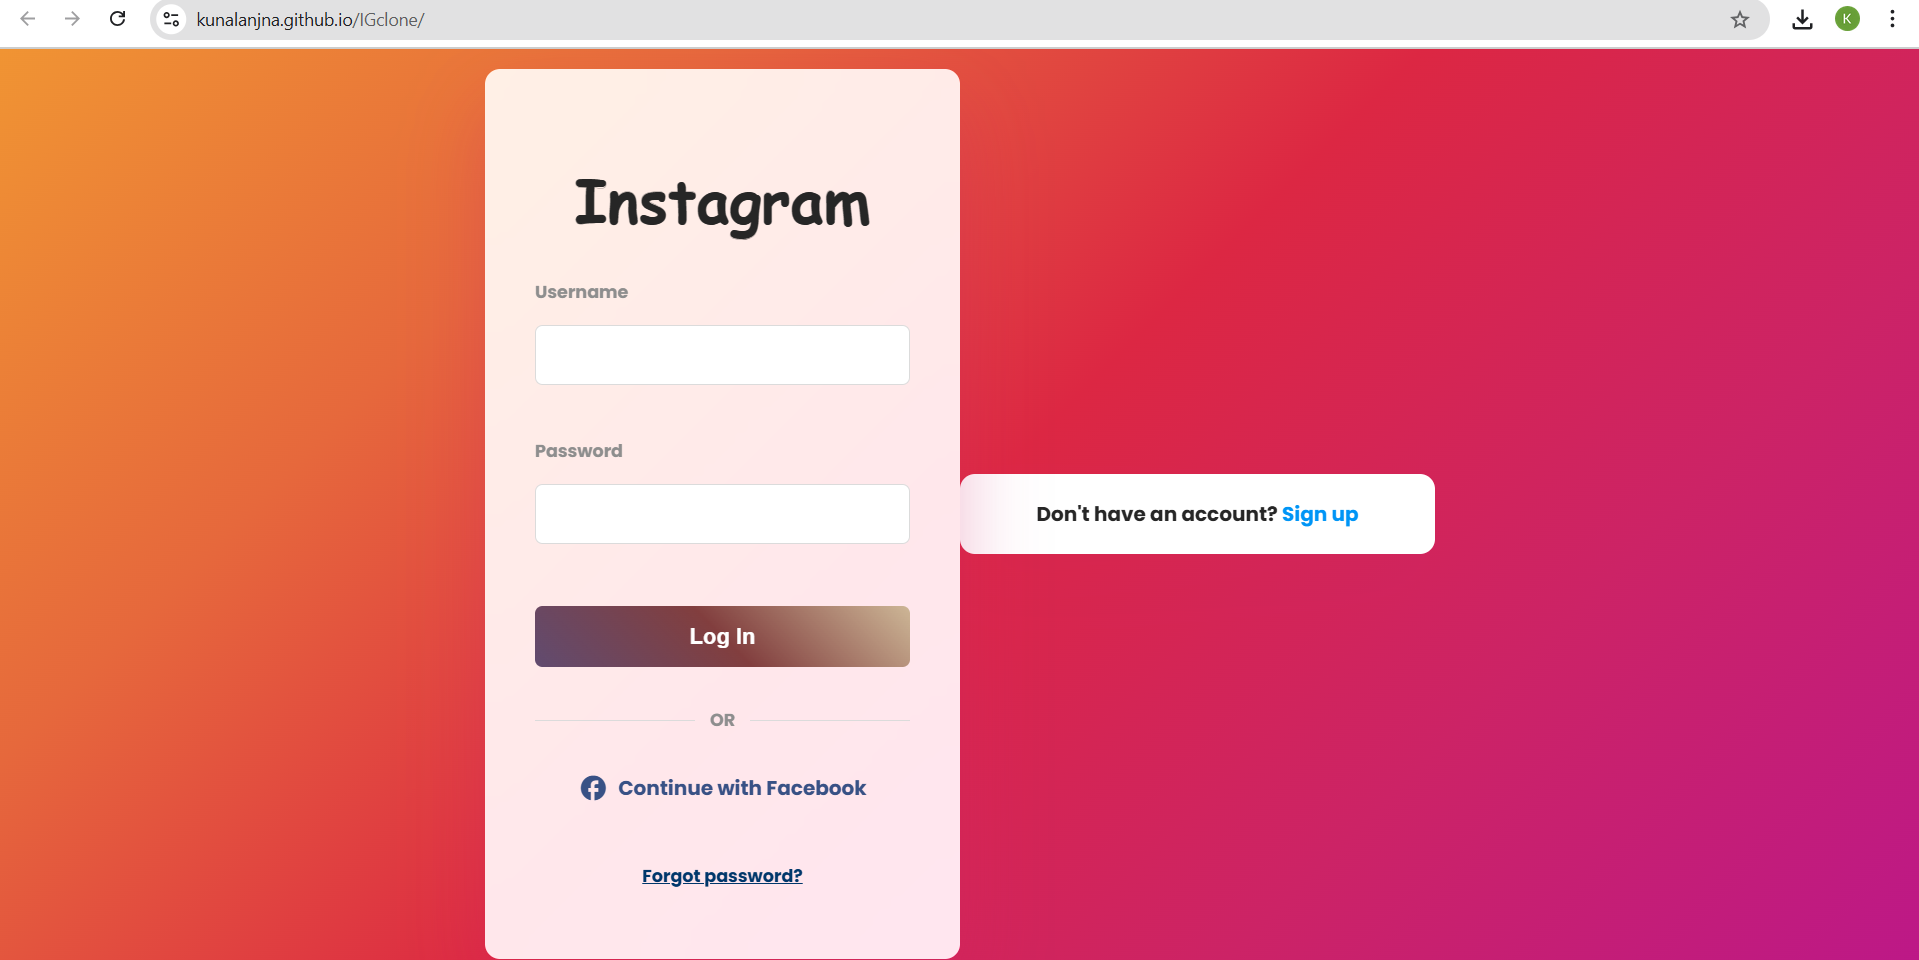 kunalanjna.github.io/IGclone/
K
Instagram
Username
Password
Don't have an account? Sign up
Log In
OR
Continue with Facebook
Forgot password?